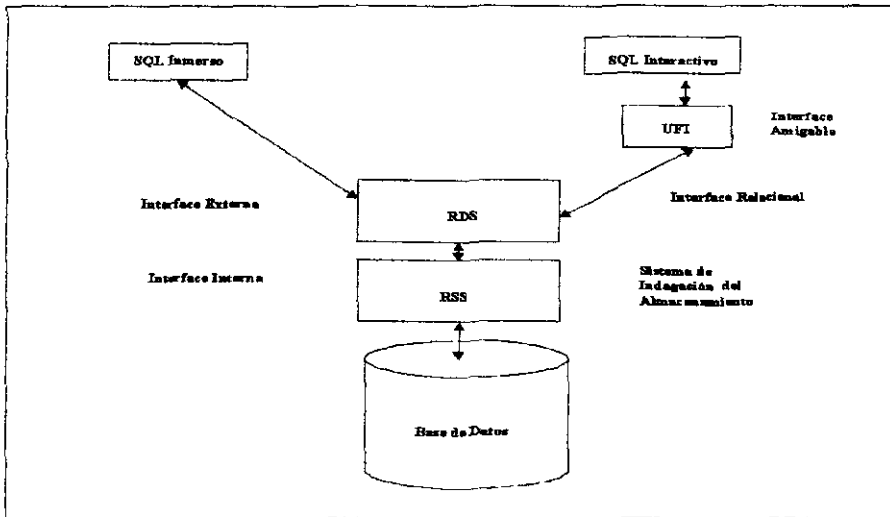 SQL Inmerso
SQL Interactivo
UFI
Interface
Amigable
Interface Externa
RDS
Interface Relacional
Interface Interna
RSS
Sistema de
Indagación del
Almacenamiento
Base de Datos